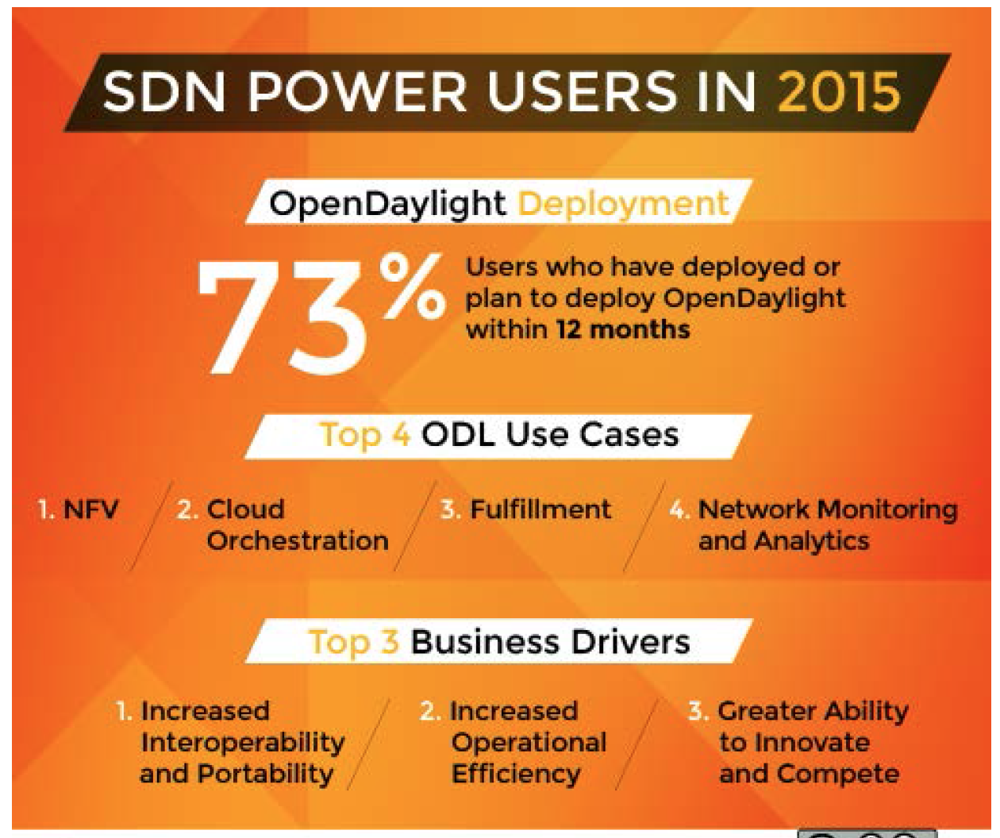 SDN POWER USERS IN 2015
OpenDaylight Deployment
73%
Users who have deployed or
plan to deploy OpenDaylight
within 12 months
Top 4 ODL Use Cases
1. NFV
2. Cloud
Orchestration
3. Fulfillment
4. Network Monitoring
and Analytics
Top 3 Business Drivers
1. Increased
Interoperability
and Portability
2. Increased
Operational
Efficiency
3. Greater Ability
to Innovate
and Compete